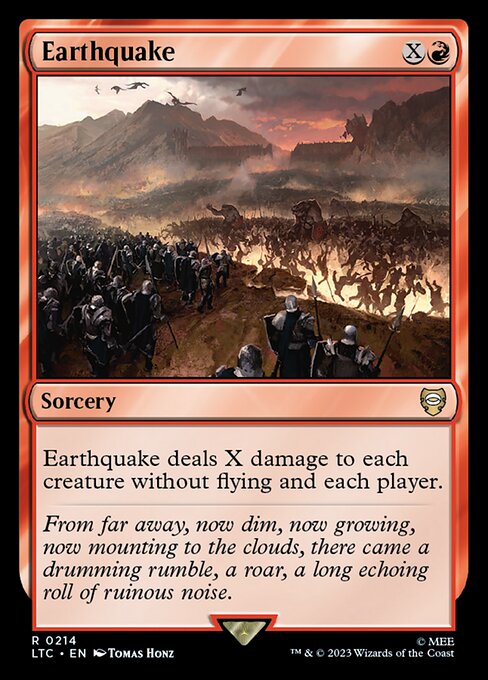 Earthquake X
Sorcery
Earthquake deals X damage to each
creature without flying and each player.
From far away, now dim, now growing,
now mounting to the clouds, there came a
drumming rumble, a roar, a long echoing
roll of ruinous noise.
R 0214
LTC • EN Tomas Honz
© MEE
™ & © 2023 Wizards of the Coast